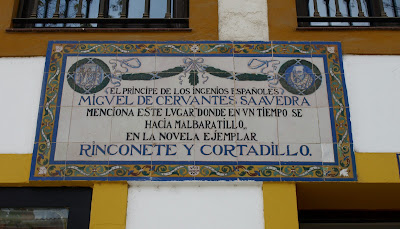 (EL PRÍNCIPE DE LOS INGENIOS ESPAÑOLES)
MIGVEL DE CERVANTES SAAVEDRA
MENCIONA ESTE LVGAR DONDE EN VN TIEMPO SE
HACÍA MALBARATILLO,
EN LA NOVELA EJEMPLAR
RINCONETE Y CORTADILLO.